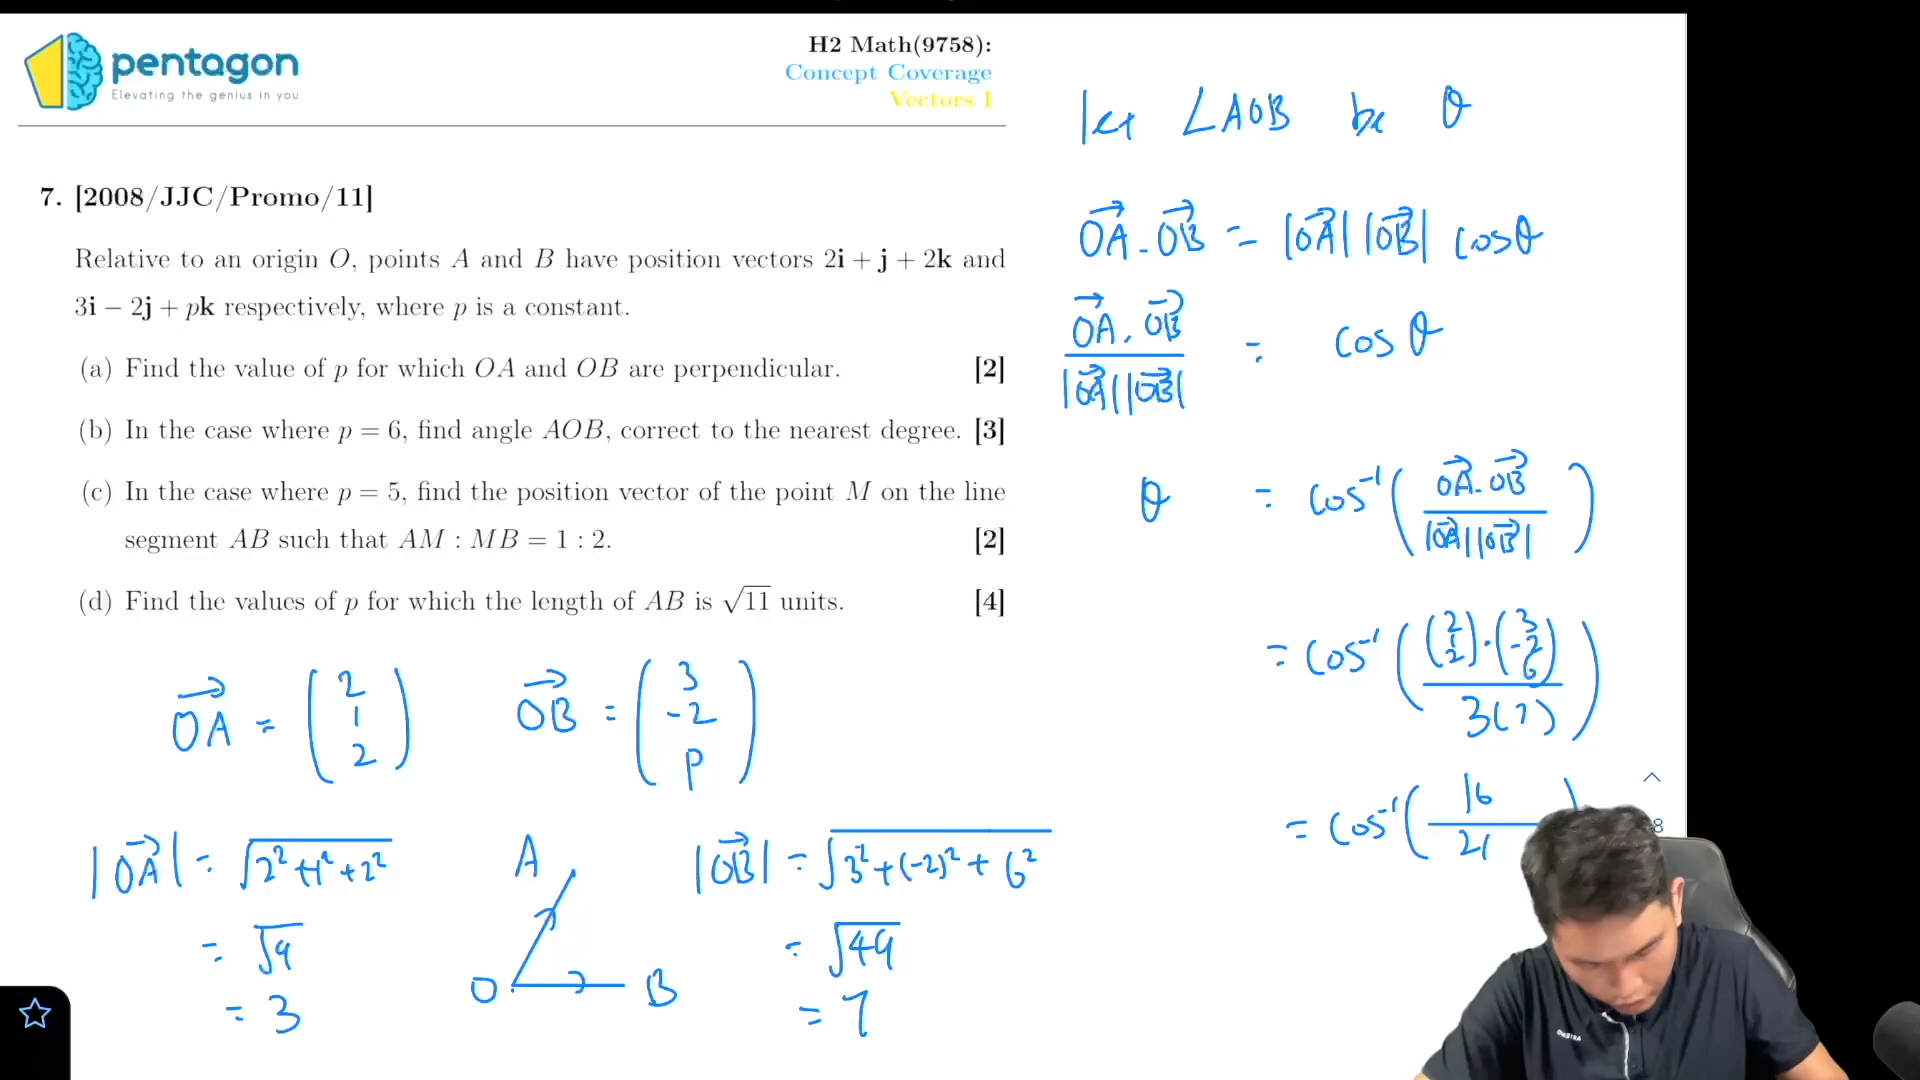 pentagon
Elevating the genius in you
H2 Math(9758):
Concept Coverage
Vectors I
7. [2008/JJC/Promo/11]
Relative to an origin O, points A and B have position vectors 2i + j + 2k and
3i − 2j + pk respectively, where p is a constant.
(a) Find the value of p for which OA and OB are perpendicular. [2]
(b) In the case where p = 6, find angle AOB, correct to the nearest degree. [3]
(c) In the case where p = 5, find the position vector of the point M on the line
segment AB such that AM : MB = 1 : 2. [2]
(d) Find the values of p for which the length of AB is √11 units. [4]
OA⃗ = (2 1 2) OB⃗ = (3 -2 p)
|OA⃗| = √(2² + 1² + 2²)
= √9
= 3
A
O B
|OB⃗| = √(3² + (-2)² + 6²)
= √49
= 7
let ∠AOB be θ
OA⃗ . OB⃗ = |OA⃗| |OB⃗| cos θ
OA⃗ . OB⃗ / |OA⃗| |OB⃗| = cos θ
θ = cos⁻¹ ( OA⃗ . OB⃗ / |OA⃗| |OB⃗| )
= cos⁻¹ ( (2 1 2) · (3 -2 6) / 3(7) )
= cos⁻¹ ( 16 / 21 )
8